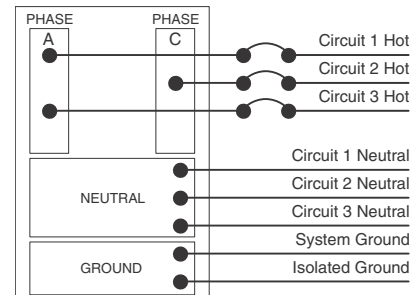 PHASE PHASE
A C
Circuit 1 Hot
Circuit 2 Hot
Circuit 3 Hot
Circuit 1 Neutral
NEUTRAL
Circuit 2 Neutral
Circuit 3 Neutral
System Ground
GROUND
Isolated Ground